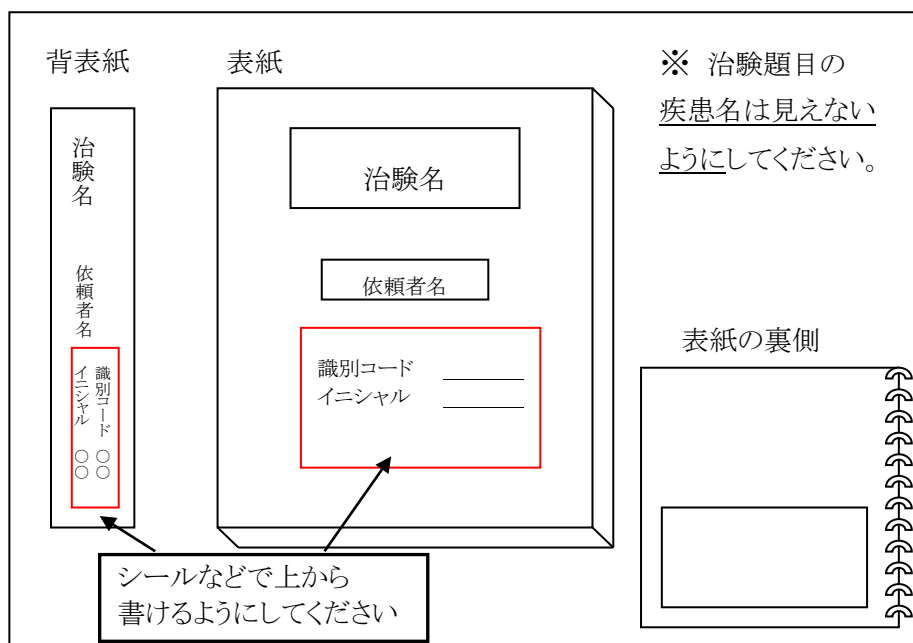 背表紙
治験名
依頼者名
識別コード ○○
イニシャル ○○
表紙
治験名
依頼者名
識別コード
イニシャル
シールなどで上から
書けるようにしてください
※ 治験題目の
疾患名は見えない
ようにしてください。
表紙の裏側